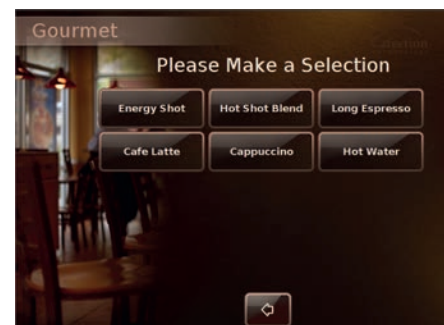 Gourmet
Please Make a Selection
Energy Shot
Hot Shot Blend
Long Espresso
Cafe Latte
Cappuccino
Hot Water